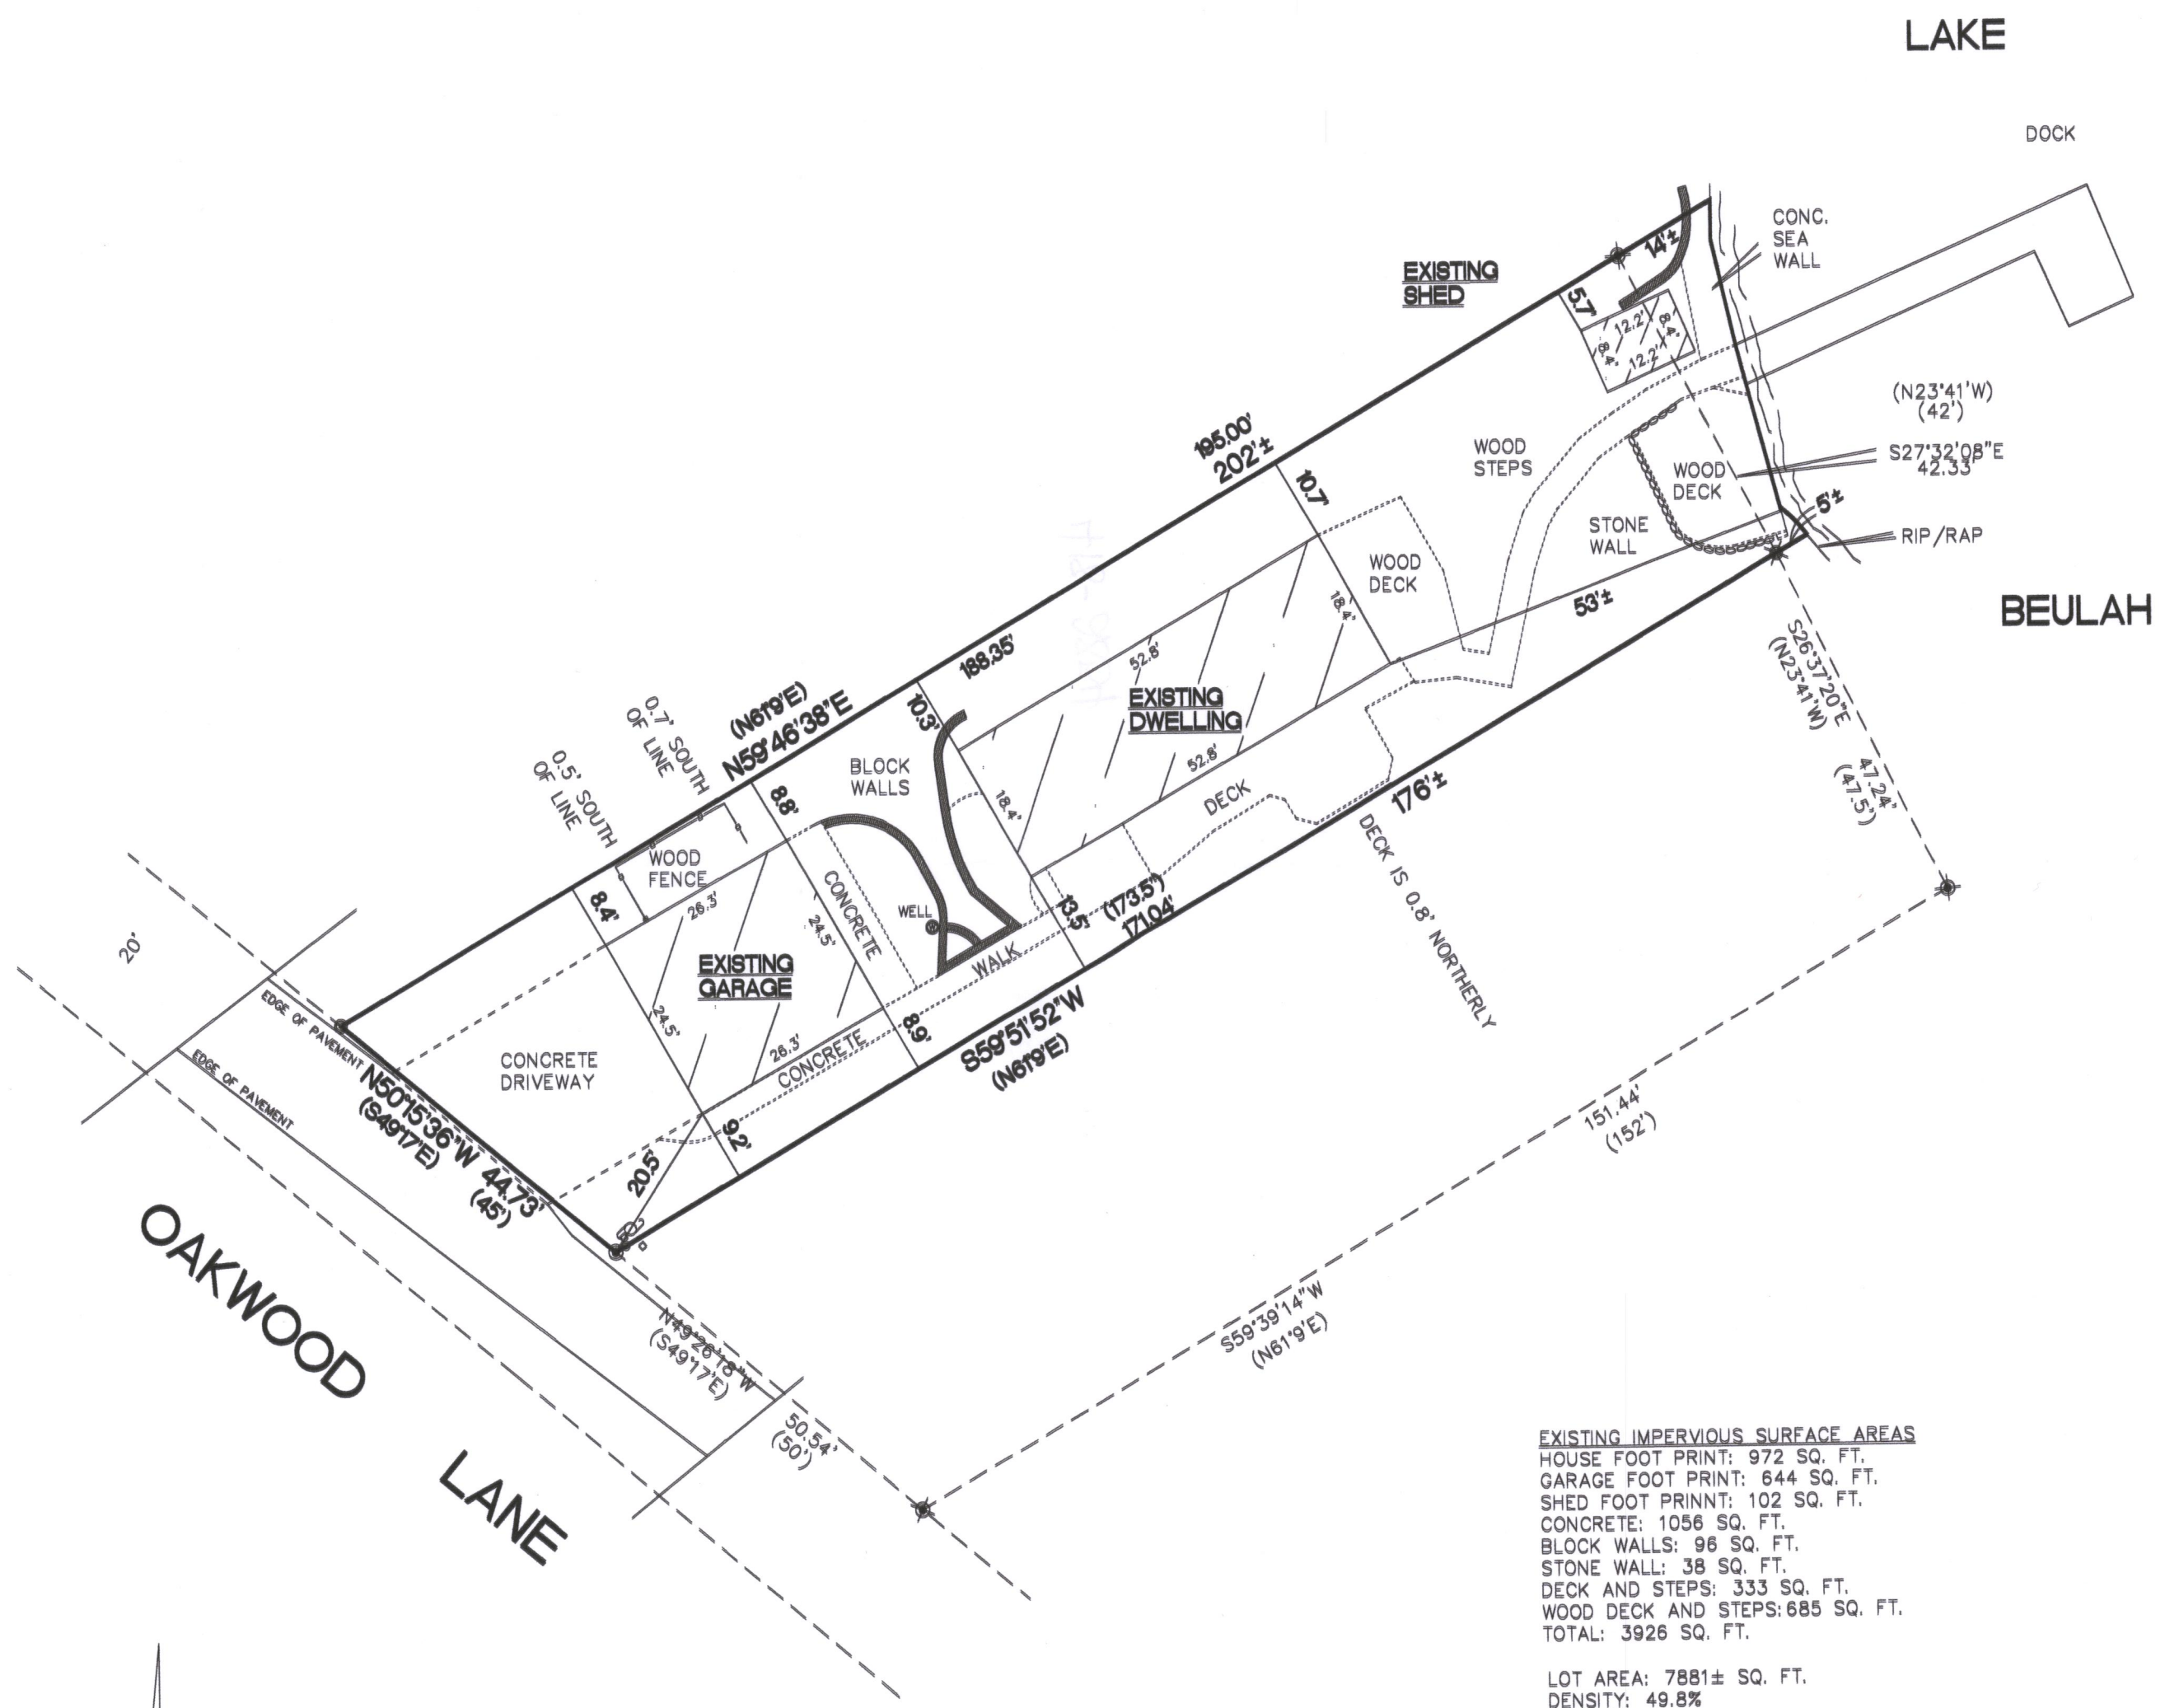 LAKE
DOCK
CONC.
SEA
WALL
EXISTING
SHED
14'±
5.7'
12.2'
8.4'
8.4'
12.2'
(N23°41'W)
(42')
S27°32'08"E
42.33'
195.00'
202'±
10.7'
WOOD
STEPS
WOOD
DECK
5'±
RIP/RAP
STONE
WALL
WOOD
DECK
18.4'
53'±
BEULAH
S26°37'20"E
(N23°41'W)
47.24'
(47.5')
188.35'
52.8'
EXISTING
DWELLING
52.8'
10.3'
18.4'
DECK
176'±
DECK IS 0.8' NORTHERLY
(N61°9'E)
N59°46'38"E
0.7' SOUTH
OF LINE
0.5' SOUTH
OF LINE
BLOCK
WALLS
8.8'
WOOD
FENCE
26.3'
8.4'
CONCRETE
24.5'
WELL
WALK
13.5'
(173.5')
171.04'
EXISTING
GARAGE
24.5'
26.3'
CONCRETE
8.9'
S59°51'52"W
(N61°9'E)
20'
EDGE OF PAVEMENT
EDGE OF PAVEMENT
CONCRETE
DRIVEWAY
N50°15'36"W 44.73'
(S49°17'E)
(45')
9.2'
20.5'
151.44'
(152')
S59°39'14"W
(N61°9'E)
N49°26'18"W
(S49°17'E)
50.54'
(50')
OAKWOOD
LANE
EXISTING IMPERVIOUS SURFACE AREAS
HOUSE FOOT PRINT: 972 SQ. FT.
GARAGE FOOT PRINT: 644 SQ. FT.
SHED FOOT PRINNT: 102 SQ. FT.
CONCRETE: 1056 SQ. FT.
BLOCK WALLS: 96 SQ. FT.
STONE WALL: 38 SQ. FT.
DECK AND STEPS: 333 SQ. FT.
WOOD DECK AND STEPS:685 SQ. FT.
TOTAL: 3926 SQ. FT.
LOT AREA: 7881± SQ. FT.
DENSITY: 49.8%